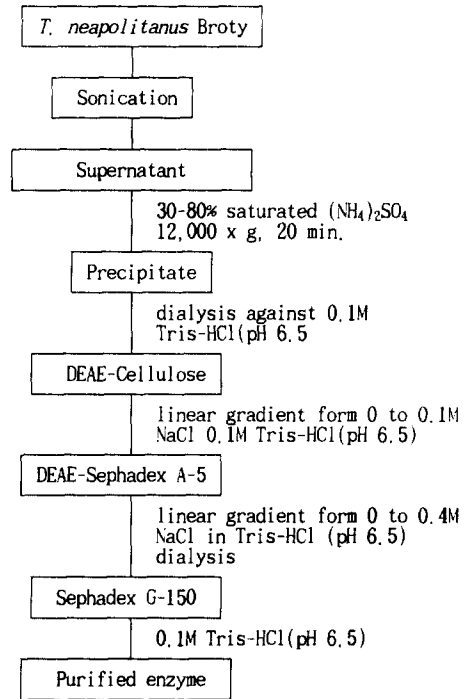 T. neapolitanus Broty
Sonication
Supernatant
30-80% saturated (NH₄)₂SO₄
12,000 x g, 20 min.
Precipitate
dialysis against 0.1M
Tris-HCl(pH 6.5
DEAE-Cellulose
linear gradient form 0 to 0.1M
NaCl 0.1M Tris-HCl(pH 6.5)
DEAE-Sephadex A-5
linear gradient form 0 to 0.4M
NaCl in Tris-HCl (pH 6.5)
dialysis
Sephadex G-150
0.1M Tris-HCl(pH 6.5)
Purified enzyme